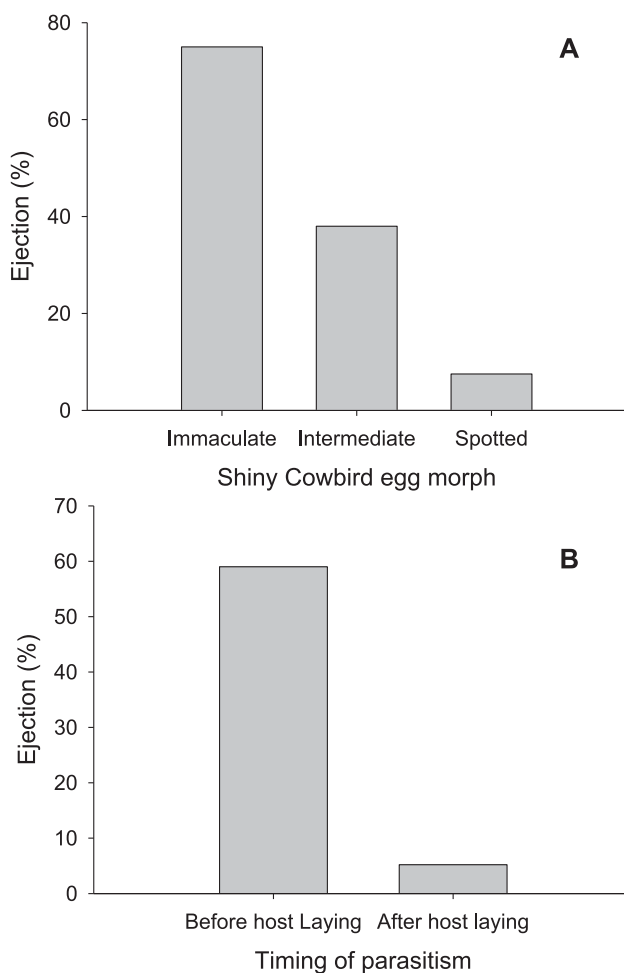 A
80
60
40
20
0
Ejection (%)
Immaculate Intermediate Spotted
Shiny Cowbird egg morph
B
70
60
50
40
30
20
10
0
Ejection (%)
Before host Laying After host laying
Timing of parasitism